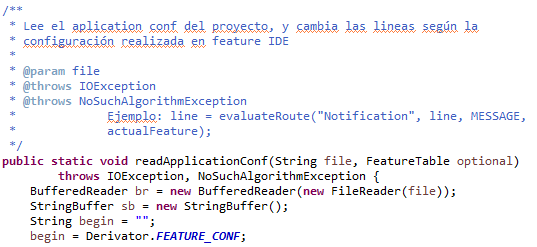 /**
* Lee el aplication conf del proyecto, y cambia las lineas según la
* configuración realizada en feature IDE
*
* @param file
* @throws IOException
* @throws NoSuchAlgorithmException
* Ejemplo: line = evaluateRoute("Notification", line, MESSAGE,
* actualFeature);
*/
public static void readApplicationConf(String file, FeatureTable optional)
throws IOException, NoSuchAlgorithmException {
BufferedReader br = new BufferedReader(new FileReader(file));
StringBuffer sb = new StringBuffer();
String begin = "";
begin = Derivator.FEATURE_CONF;